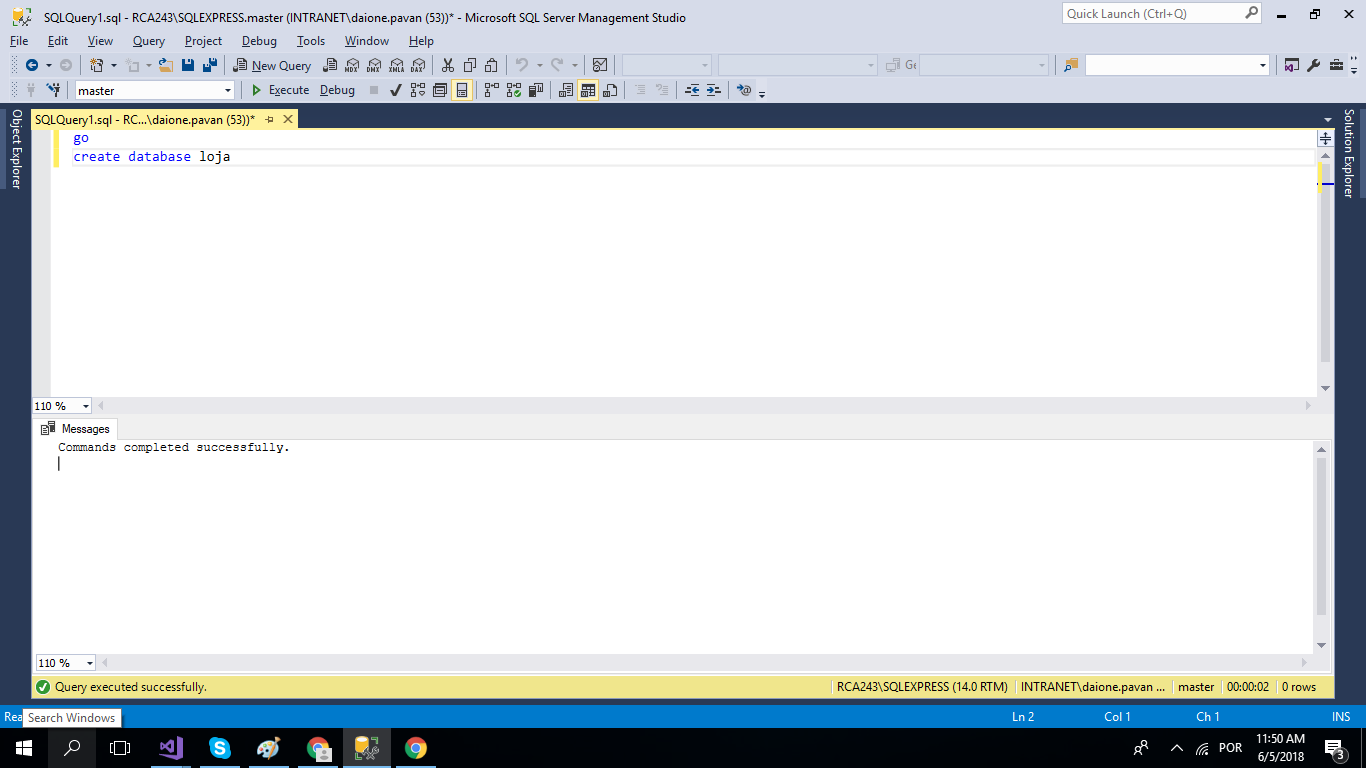 SQLQuery1.sql - RCA243\SQLEXPRESS.master (INTRANET\daione.pavan (53))* - Microsoft SQL Server Management Studio
Quick Launch (Ctrl+Q)
File Edit View Query Project Debug Tools Window Help
New Query MDX DMX XMLA DAX
master Execute Debug
Object Explorer
SQLQuery1.sql - RC...\daione.pavan (53))*
Solution Explorer
go
create database loja
110 %
Messages
Commands completed successfully.
110 %
Query executed successfully. RCA243\SQLEXPRESS (14.0 RTM) INTRANET\daione.pavan ... master 00:00:02 0 rows
Rea Search Windows Ln 2 Col 1 Ch 1 INS
POR 11:50 AM
6/5/2018 3